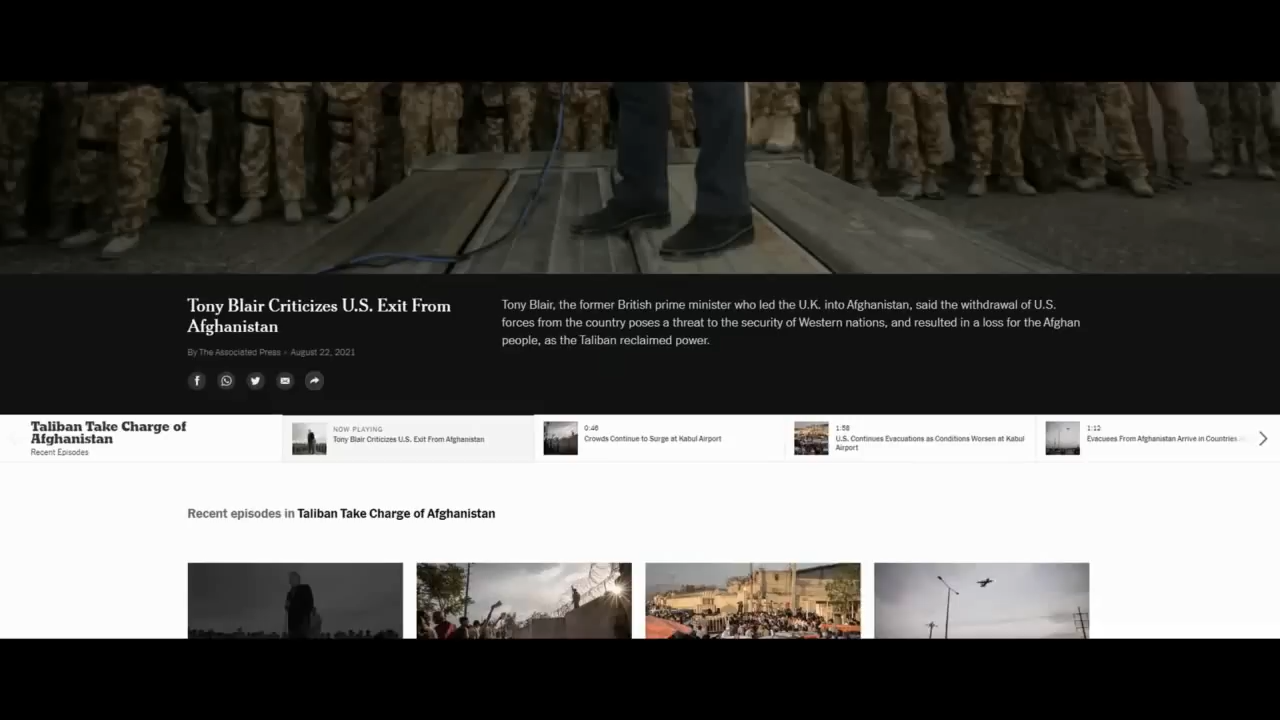 Tony Blair Criticizes U.S. Exit From
Afghanistan
By The Associated Press • August 22, 2021
Tony Blair, the former British prime minister who led the U.K. into Afghanistan, said the withdrawal of U.S.
forces from the country poses a threat to the security of Western nations, and resulted in a loss for the Afghan
people, as the Taliban reclaimed power.
Taliban Take Charge of
Afghanistan
Recent Episodes
NOW PLAYING
Tony Blair Criticizes U.S. Exit From Afghanistan
0:46
Crowds Continue to Surge at Kabul Airport
1:58
U.S. Continues Evacuations as Conditions Worsen at Kabul
Airport
1:12
Evacuees From Afghanistan Arrive in Countries
Recent episodes in Taliban Take Charge of Afghanistan